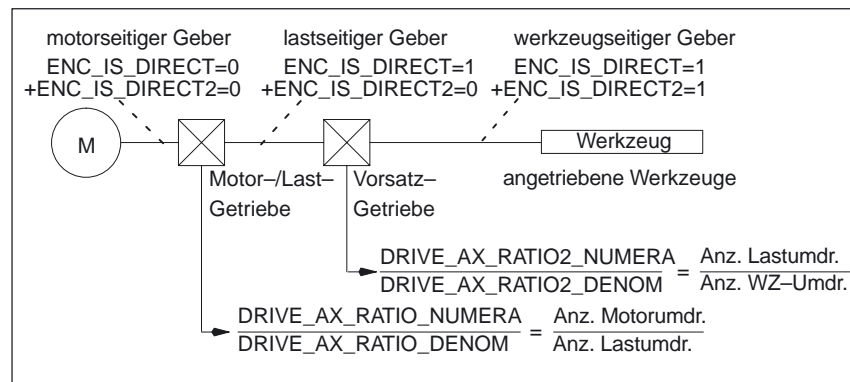 motorseitiger Geber lastseitiger Geber werkzeugseitiger Geber
ENC_IS_DIRECT=0 ENC_IS_DIRECT=1 ENC_IS_DIRECT=1
+ENC_IS_DIRECT2=0 +ENC_IS_DIRECT2=0 +ENC_IS_DIRECT2=1
M Werkzeug
Motor–/Last– Vorsatz– angetriebene Werkzeuge
Getriebe Getriebe
DRIVE_AX_RATIO2_NUMERA = Anz. Lastumdr.
DRIVE_AX_RATIO2_DENOM Anz. WZ–Umdr.
DRIVE_AX_RATIO_NUMERA = Anz. Motorumdr.
DRIVE_AX_RATIO_DENOM Anz. Lastumdr.